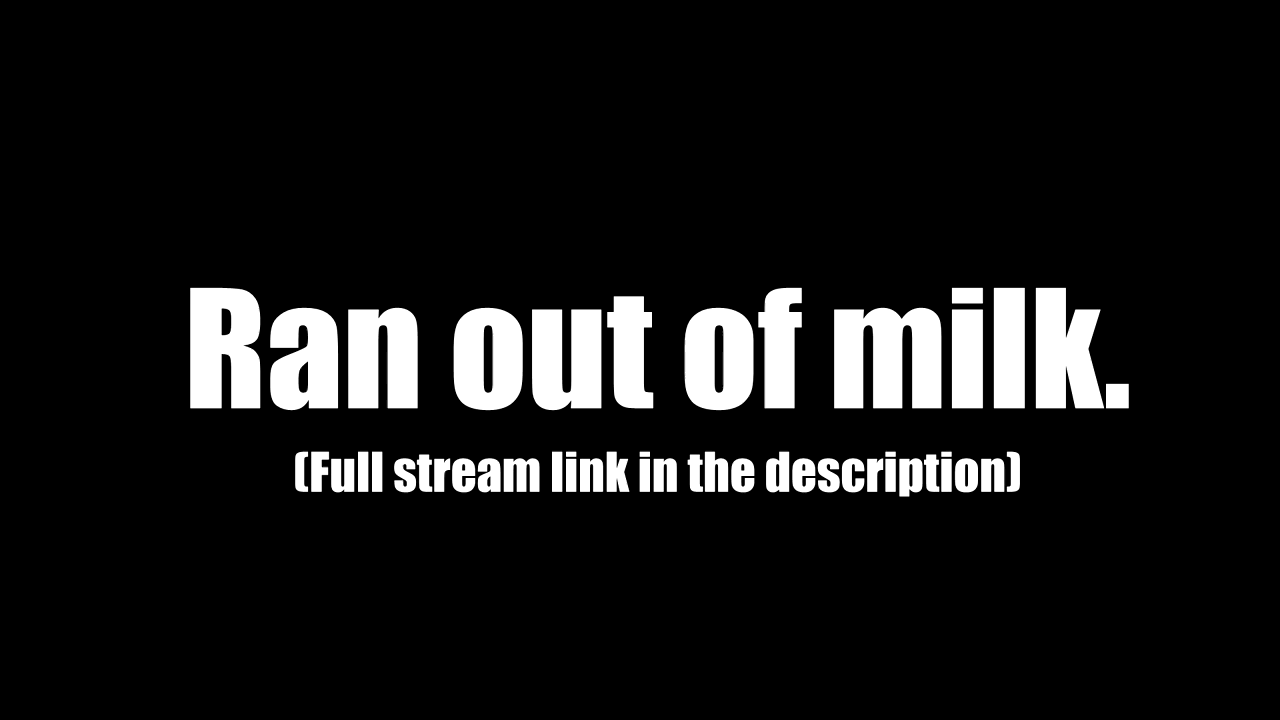 Ran out of milk.
(Full stream link in the description)